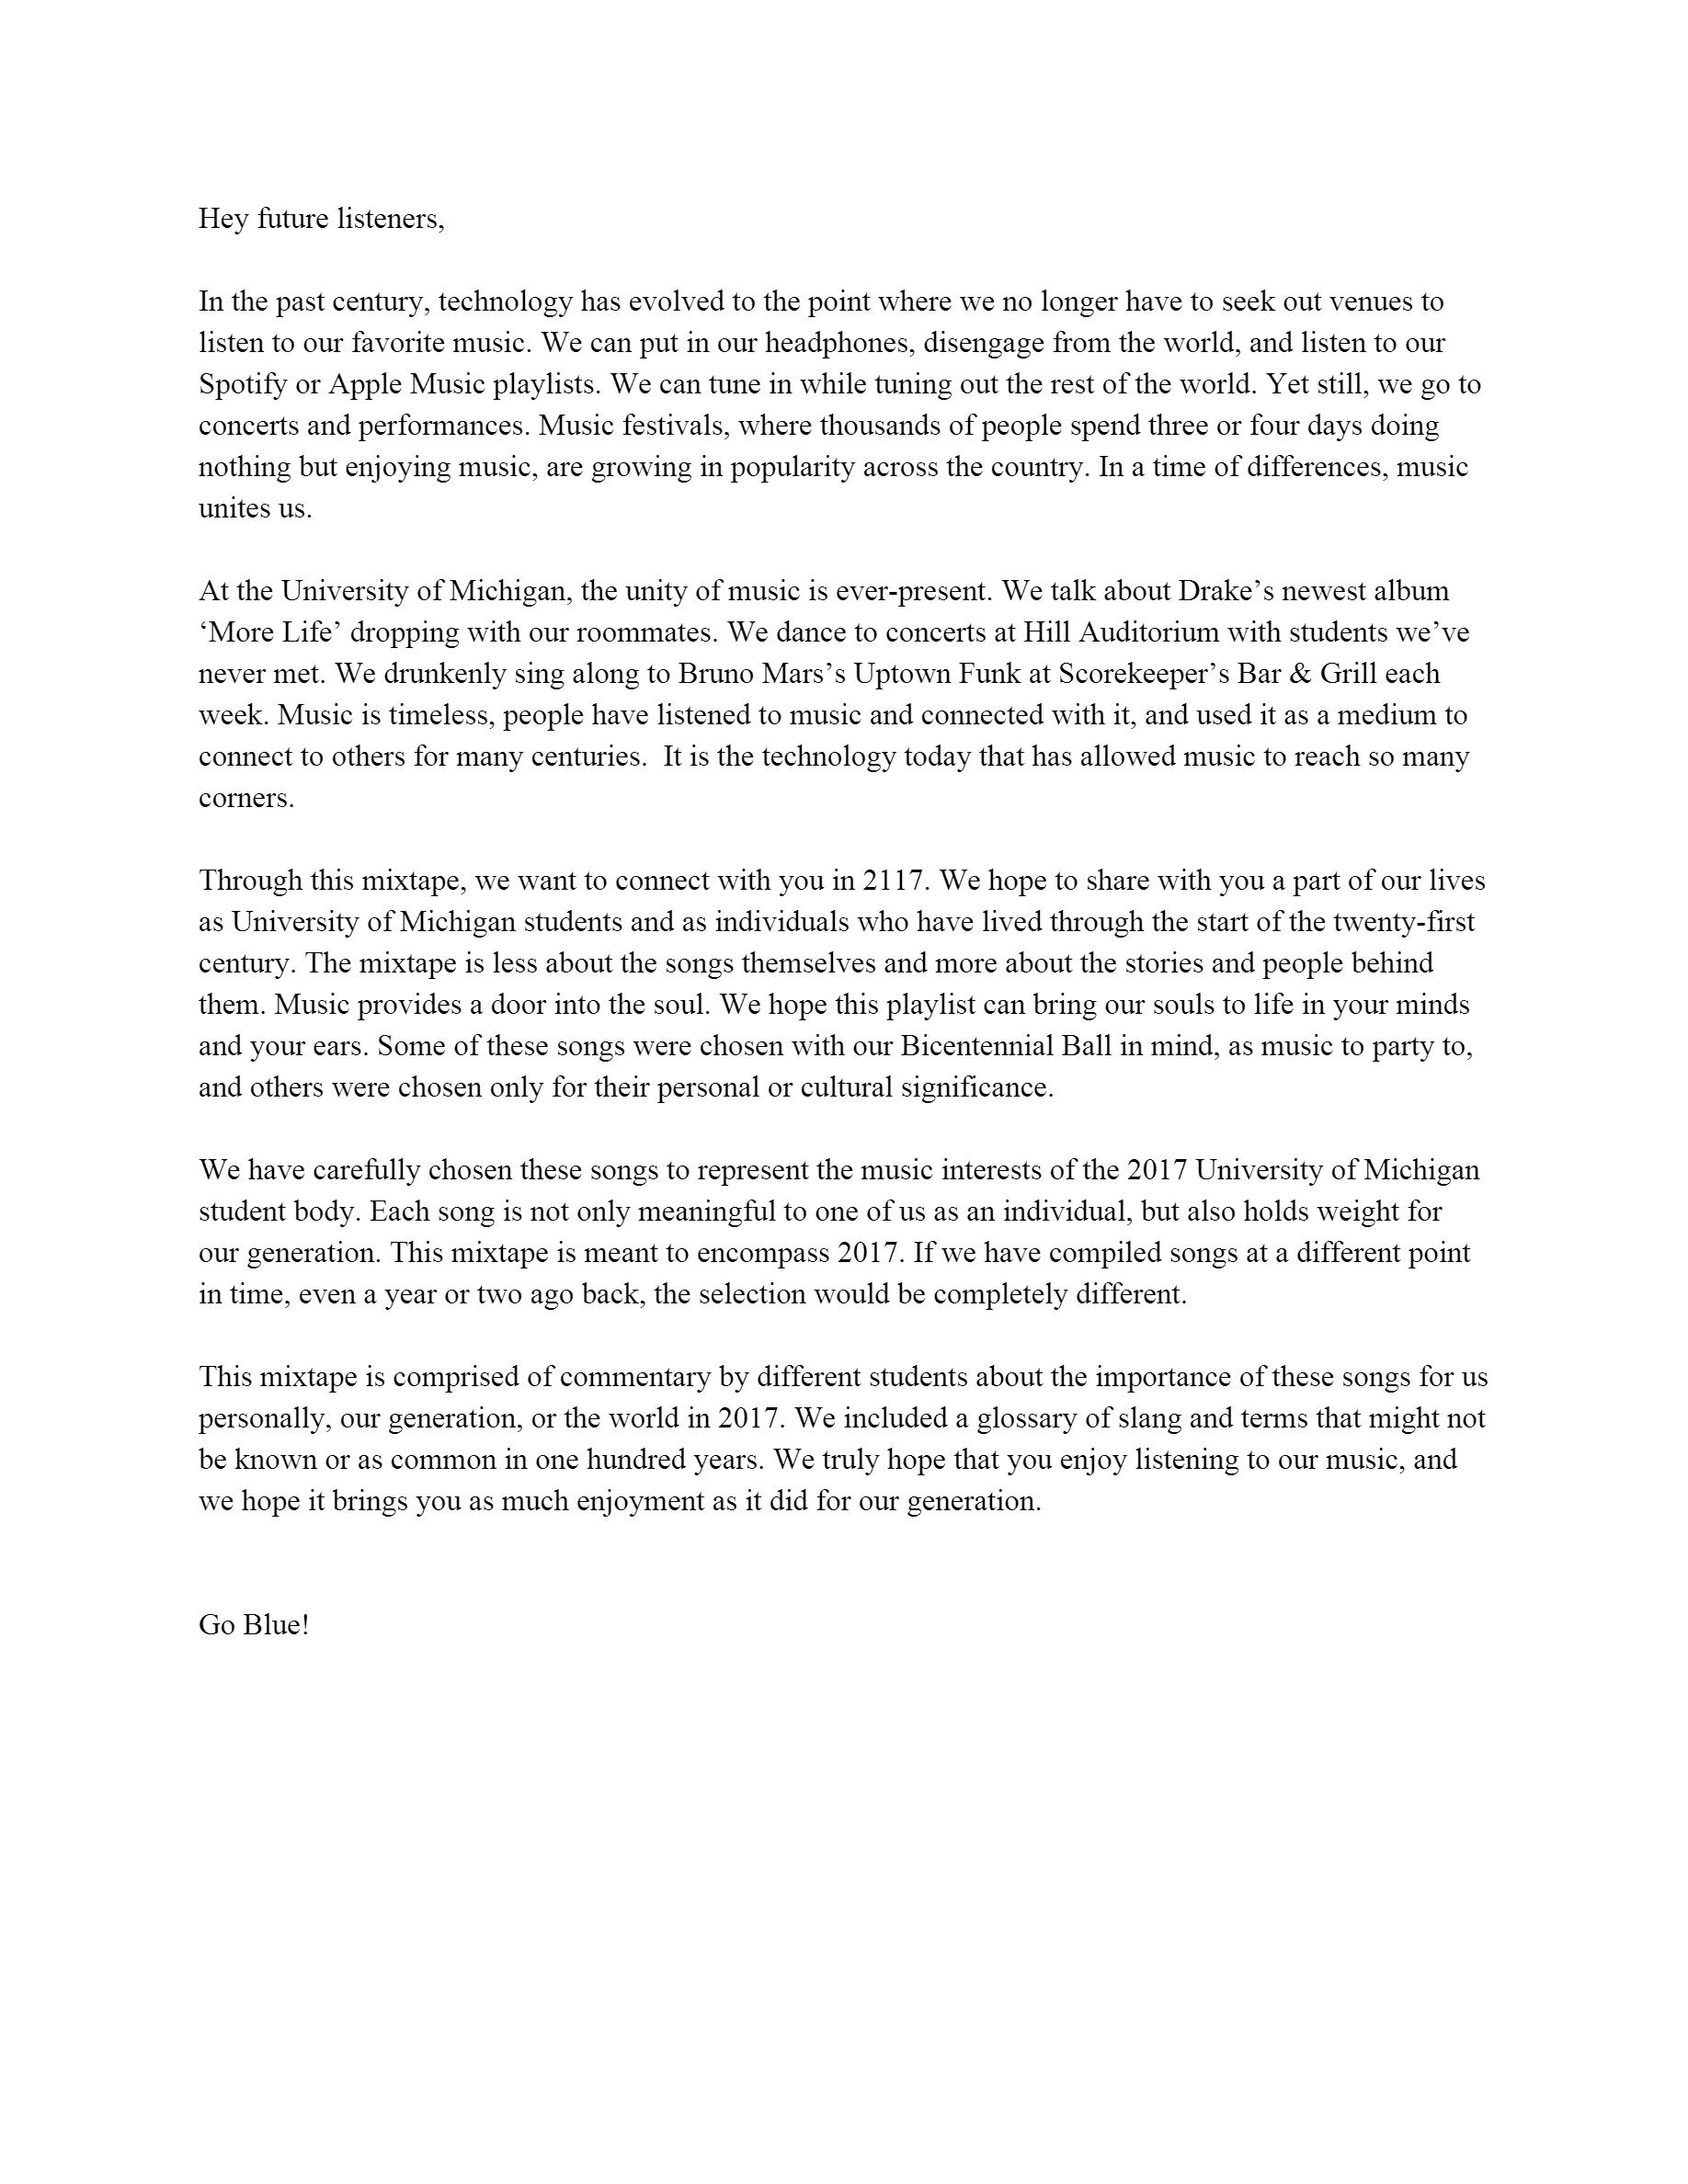 Hey future listeners,
In the past century, technology has evolved to the point where we no longer have to seek out venues to
listen to our favorite music. We can put in our headphones, disengage from the world, and listen to our
Spotify or Apple Music playlists. We can tune in while tuning out the rest of the world. Yet still, we go to
concerts and performances. Music festivals, where thousands of people spend three or four days doing
nothing but enjoying music, are growing in popularity across the country. In a time of differences, music
unites us.
At the University of Michigan, the unity of music is ever-present. We talk about Drake’s newest album
‘More Life’ dropping with our roommates. We dance to concerts at Hill Auditorium with students we’ve
never met. We drunkenly sing along to Bruno Mars’s Uptown Funk at Scorekeeper’s Bar & Grill each
week. Music is timeless, people have listened to music and connected with it, and used it as a medium to
connect to others for many centuries.  It is the technology today that has allowed music to reach so many
corners.
Through this mixtape, we want to connect with you in 2117. We hope to share with you a part of our lives
as University of Michigan students and as individuals who have lived through the start of the twenty-first
century. The mixtape is less about the songs themselves and more about the stories and people behind
them. Music provides a door into the soul. We hope this playlist can bring our souls to life in your minds
and your ears. Some of these songs were chosen with our Bicentennial Ball in mind, as music to party to,
and others were chosen only for their personal or cultural significance.
We have carefully chosen these songs to represent the music interests of the 2017 University of Michigan
student body. Each song is not only meaningful to one of us as an individual, but also holds weight for
our generation. This mixtape is meant to encompass 2017. If we have compiled songs at a different point
in time, even a year or two ago back, the selection would be completely different.
This mixtape is comprised of commentary by different students about the importance of these songs for us
personally, our generation, or the world in 2017. We included a glossary of slang and terms that might not
be known or as common in one hundred years. We truly hope that you enjoy listening to our music, and
we hope it brings you as much enjoyment as it did for our generation.
Go Blue!